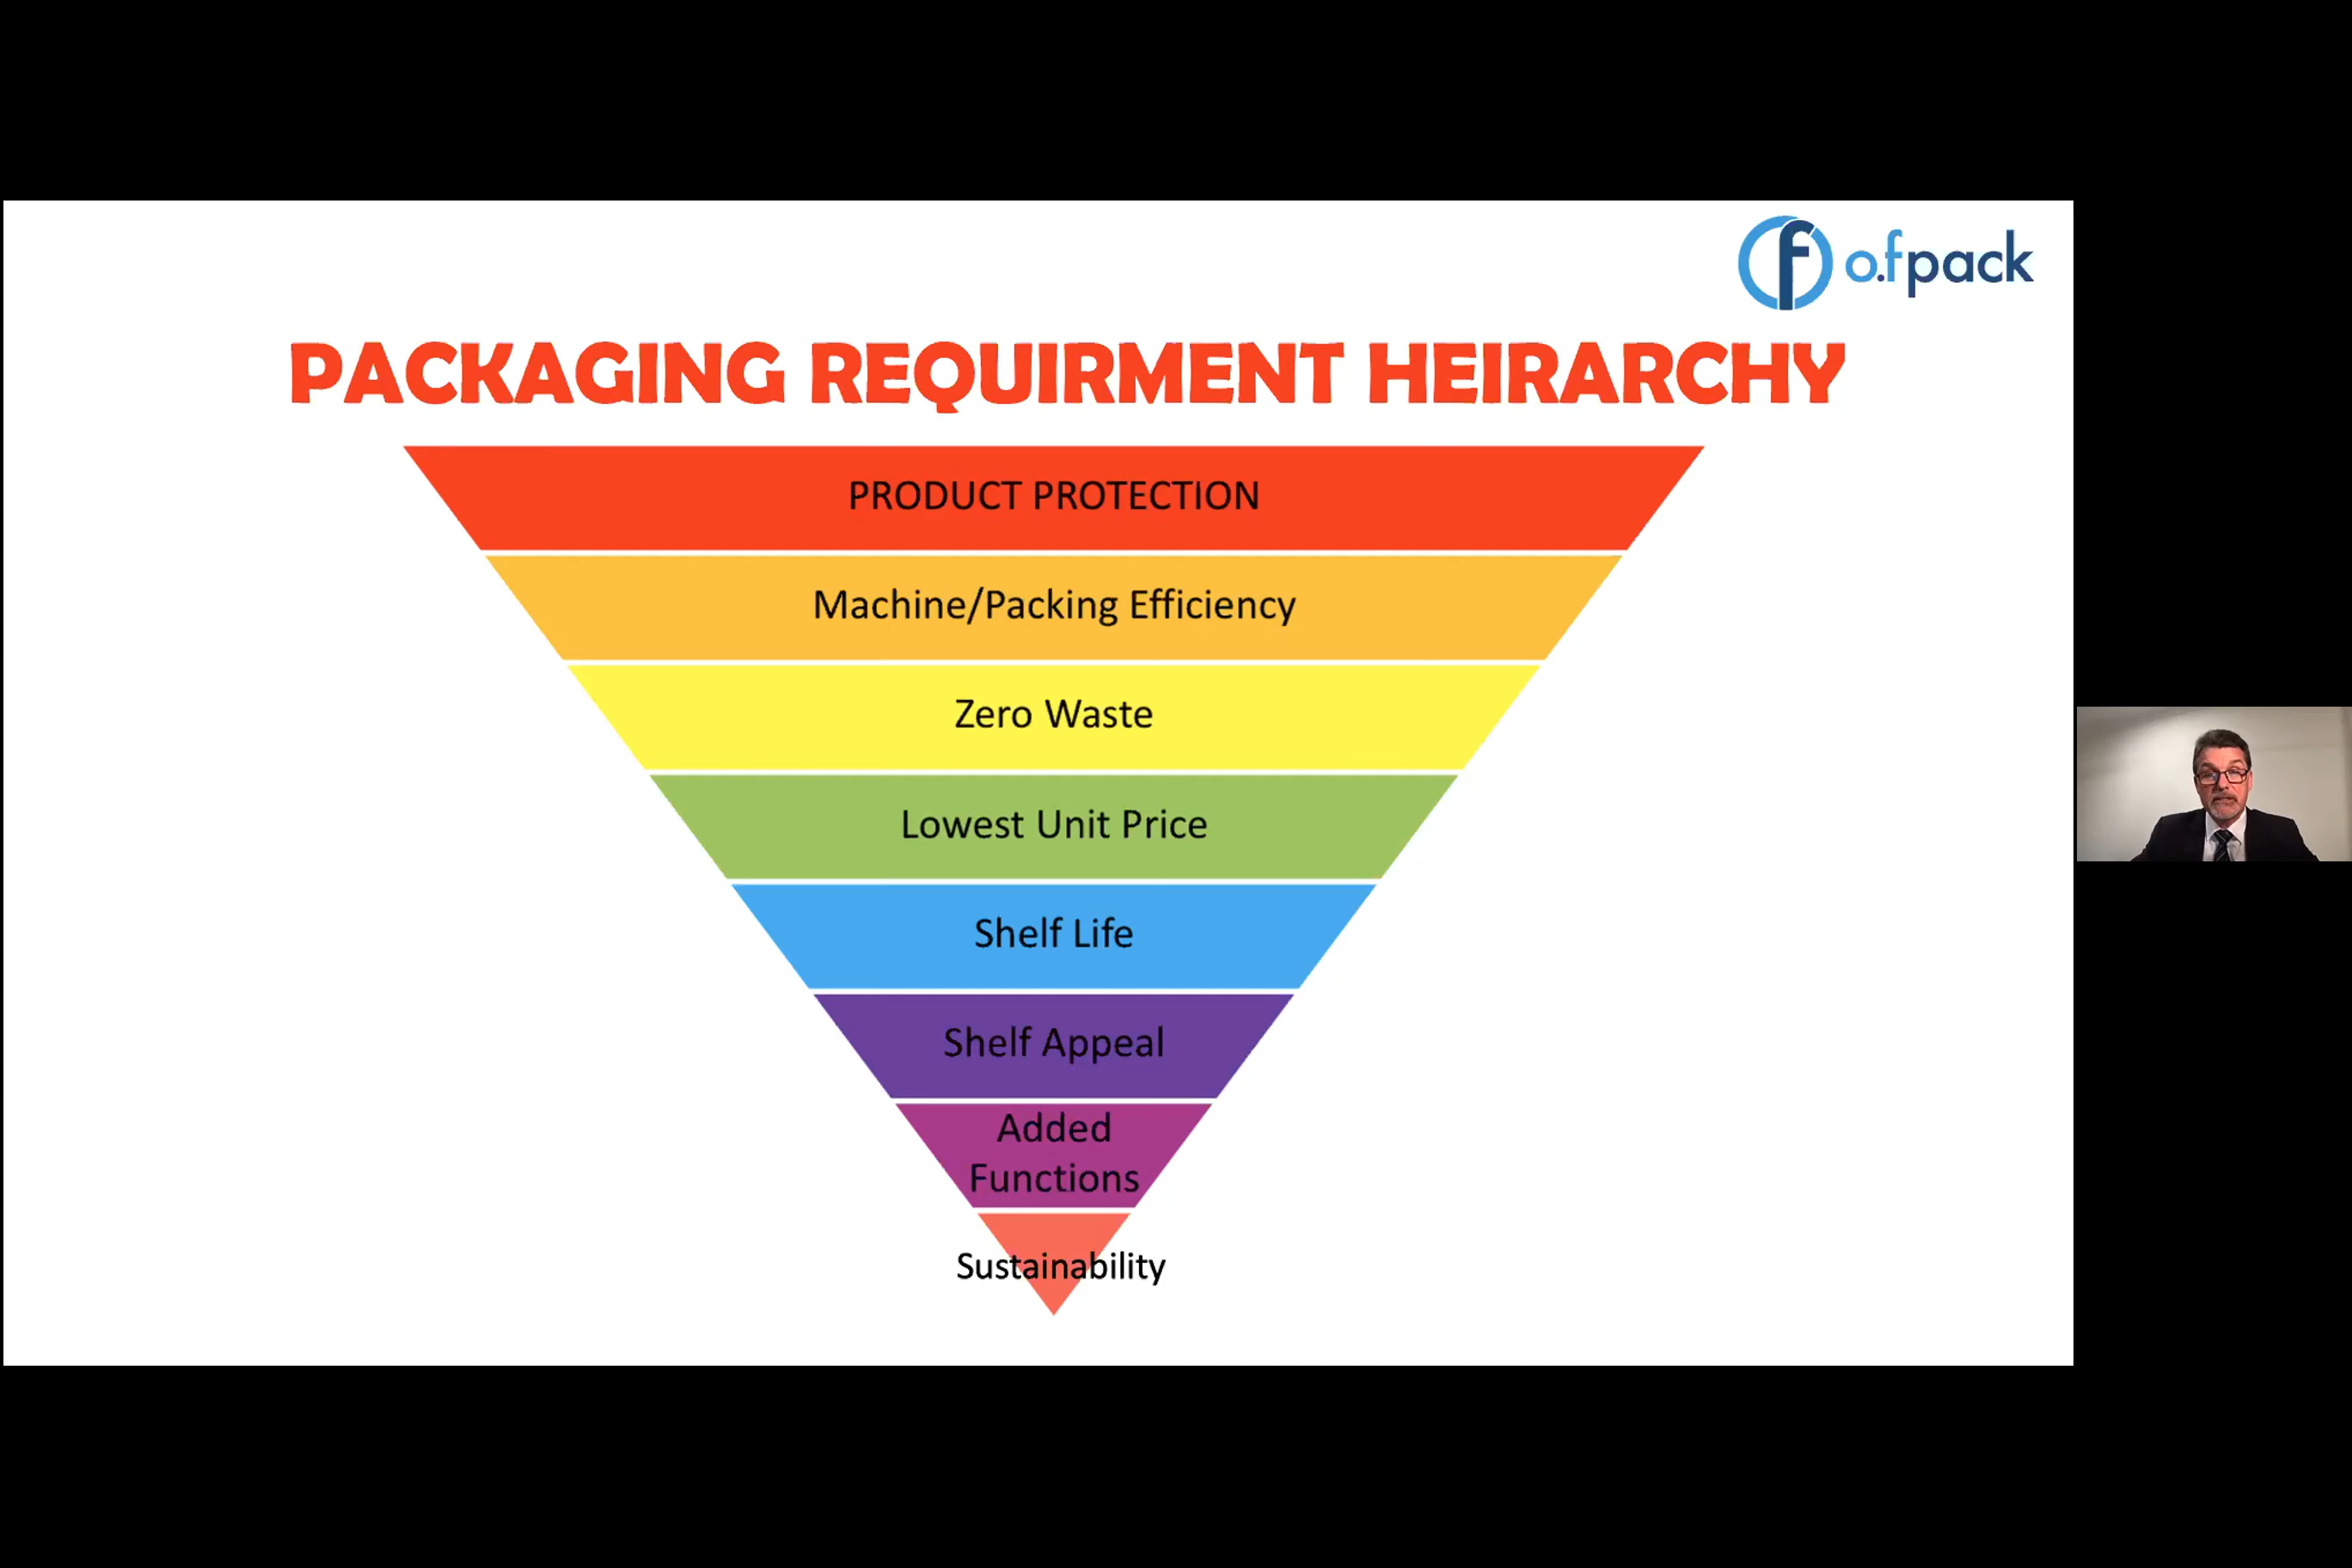 o.fpack
PACKAGING REQUIRMENT HEIRARCHY
PRODUCT PROTECTION
Machine/Packing Efficiency
Zero Waste
Lowest Unit Price
Shelf Life
Shelf Appeal
Added
Functions
Sustainability